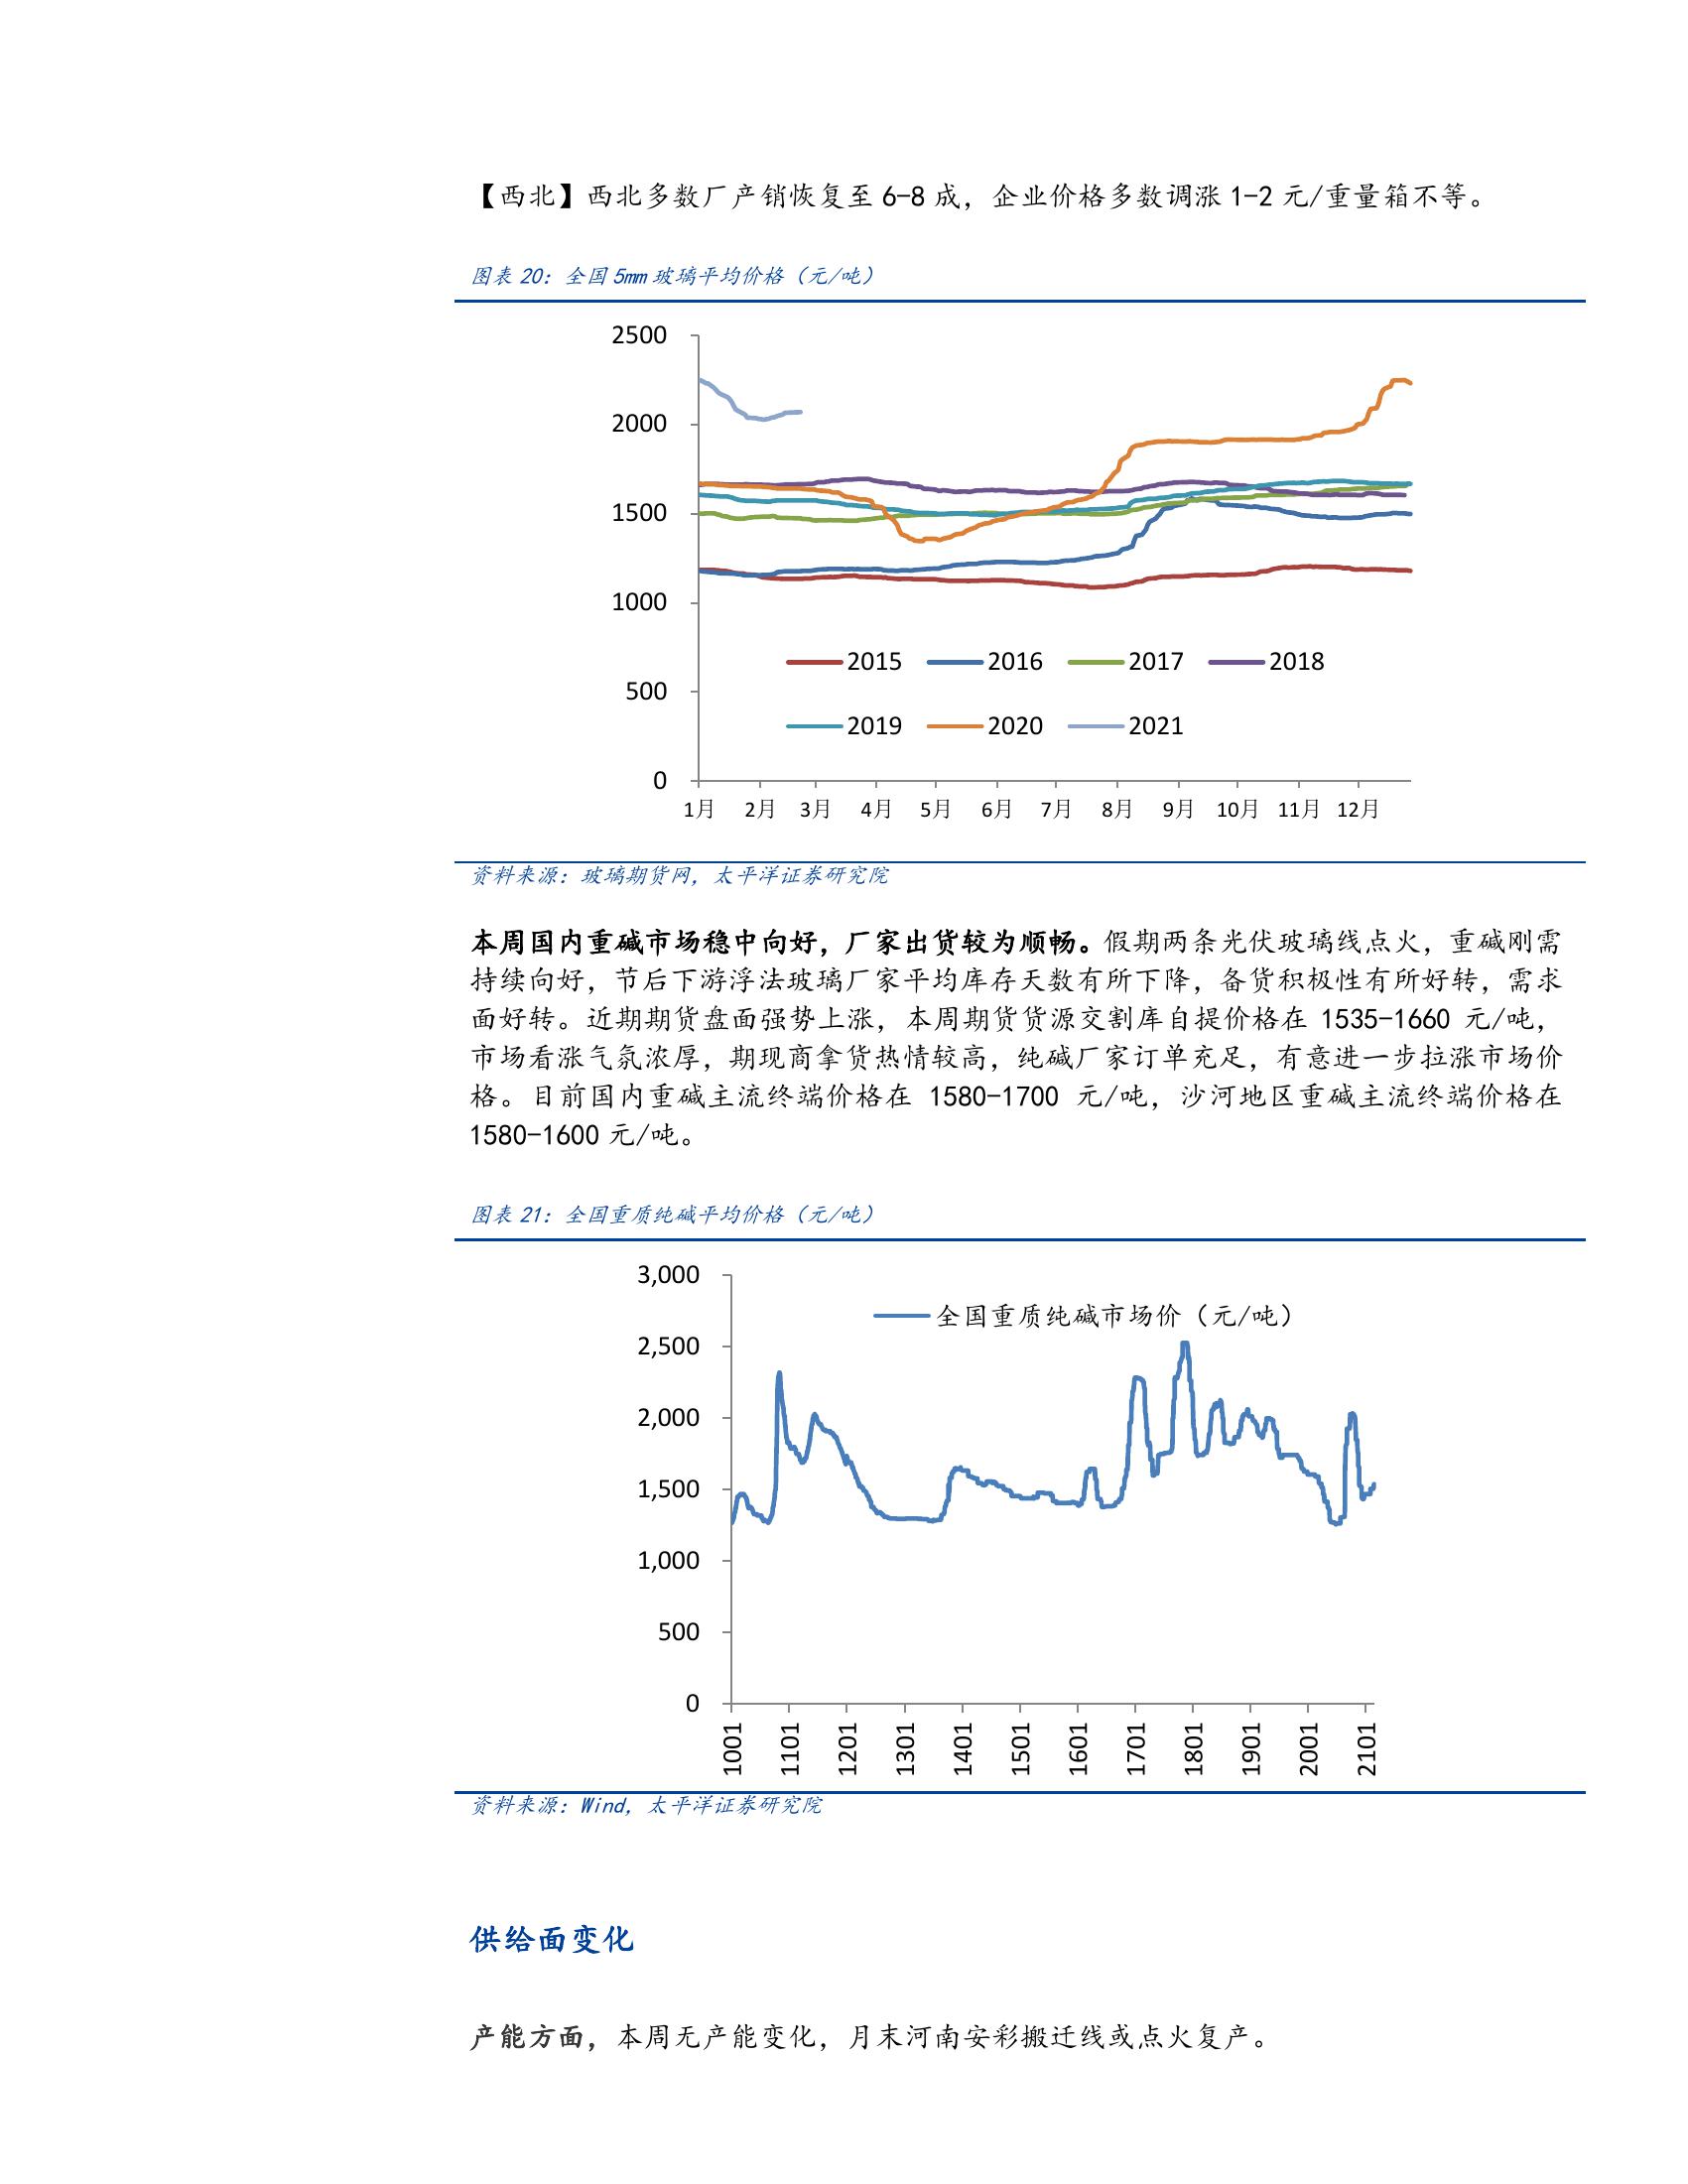 【西北】西北多数厂产销恢复至 6-8 成，企业价格多数调涨 1-2 元/重量箱不等。
图表 20：全国 5mm 玻璃平均价格（元/吨）
2500
2000
1500
1000
500
0
2015 2016 2017 2018
2019 2020 2021
1月 2月 3月 4月 5月 6月 7月 8月 9月 10月 11月 12月
资料来源：玻璃期货网，太平洋证券研究院
本周国内重碱市场稳中向好，厂家出货较为顺畅。假期两条光伏玻璃线点火，重碱刚需
持续向好，节后下游浮法玻璃厂家平均库存天数有所下降，备货积极性有所好转，需求
面好转。近期期货盘面强势上涨，本周期货货源交割库自提价格在 1535-1660 元/吨，
市场看涨气氛浓厚，期现商拿货热情较高，纯碱厂家订单充足，有意进一步拉涨市场价
格。目前国内重碱主流终端价格在 1580-1700 元/吨，沙河地区重碱主流终端价格在
1580-1600 元/吨。
图表 21：全国重质纯碱平均价格（元/吨）
3,000
全国重质纯碱市场价（元/吨）
2,500
2,000
1,500
1,000
500
0
1001 1101 1201 1301 1401 1501 1601 1701 1801 1901 2001 2101
资料来源：Wind，太平洋证券研究院
供给面变化
产能方面，本周无产能变化，月末河南安彩搬迁线或点火复产。